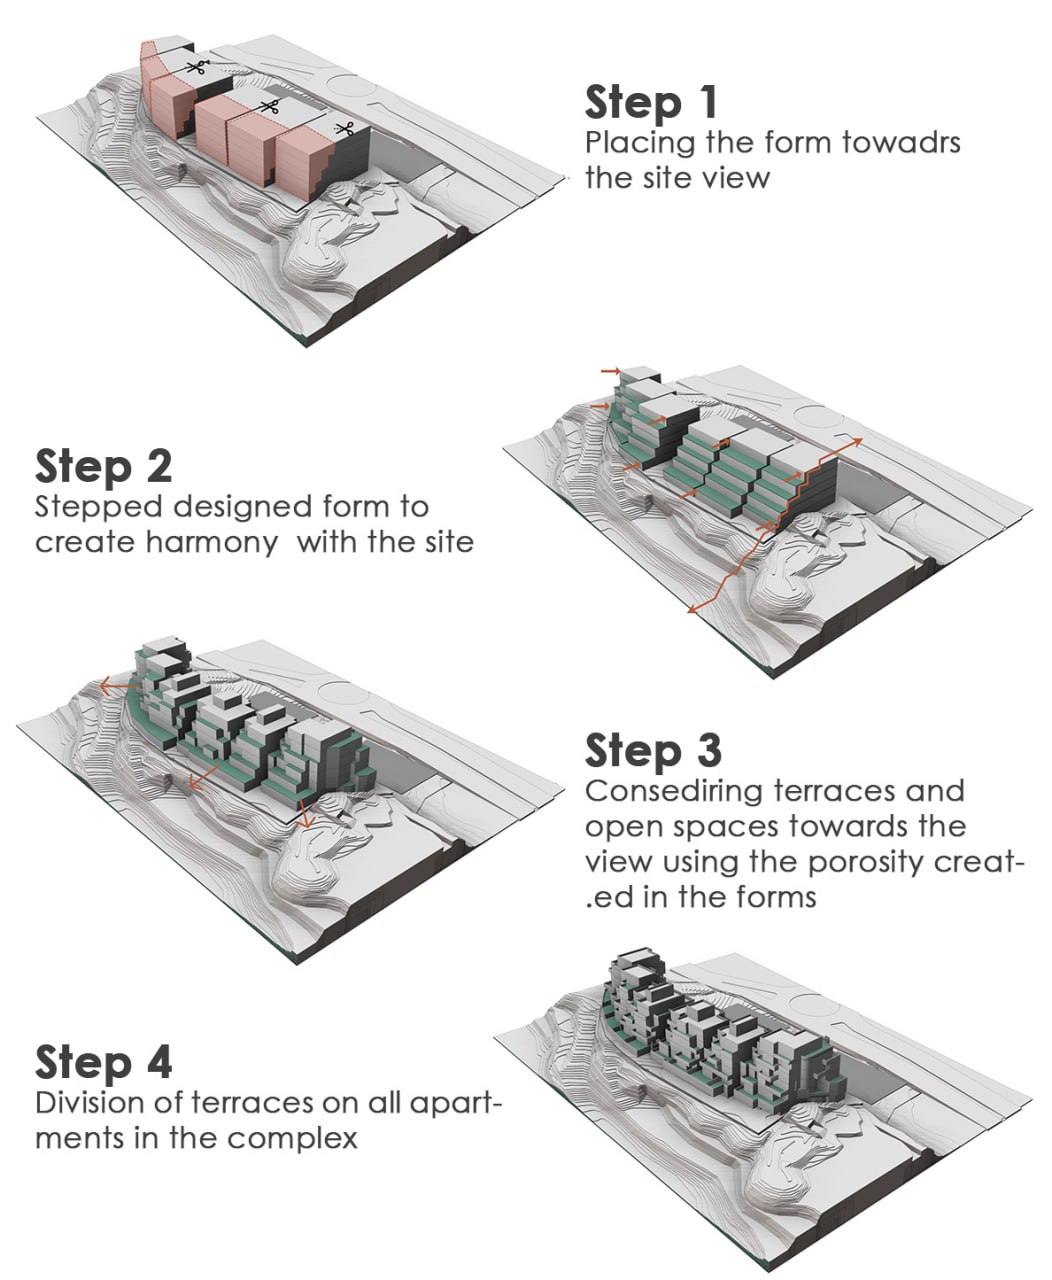 Step 1
Placing the form towadrs
the site view
Step 2
Stepped designed form to
create harmony  with the site
Step 3
Consediring terraces and
open spaces towards the
view using the porosity creat-
.ed in the forms
Step 4
Division of terraces on all apart-
ments in the complex